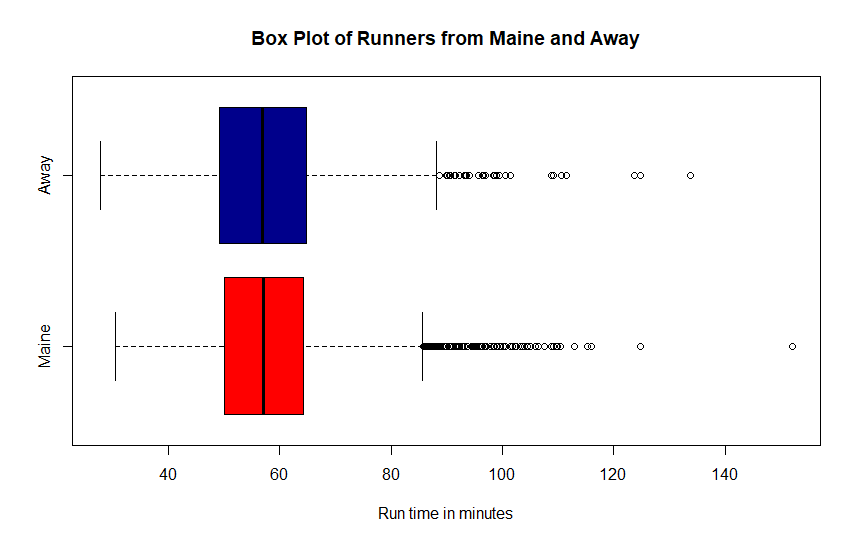 Box Plot of Runners from Maine and Away
Away
Maine
40 60 80 100 120 140
Run time in minutes